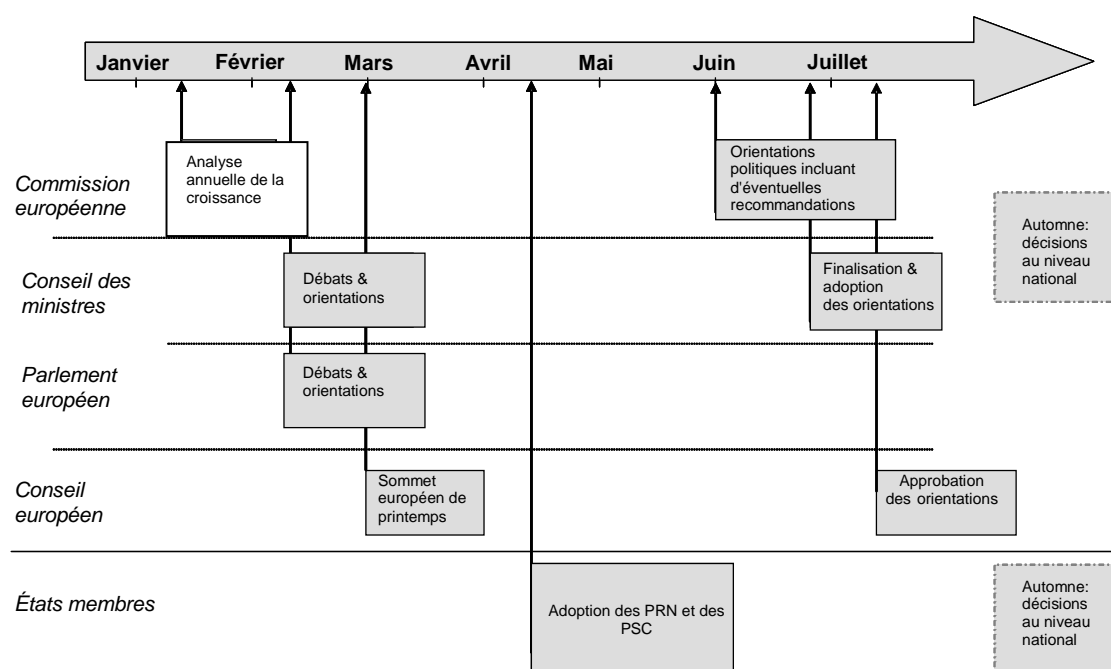 Janvier Février Mars Avril Mai Juin Juillet
Commission
européenne
Analyse
annuelle de la
croissance
Orientations
politiques incluant
d'éventuelles
recommandations
Automne:
décisions
au niveau
national
Conseil des
ministres
Débats &
orientations
Finalisation &
adoption
des orientations
Parlement
européen
Débats &
orientations
Conseil
européen
Sommet
européen de
printemps
Approbation
des orientations
États membres
Adoption des PRN et des
PSC
Automne:
décisions
au niveau
national